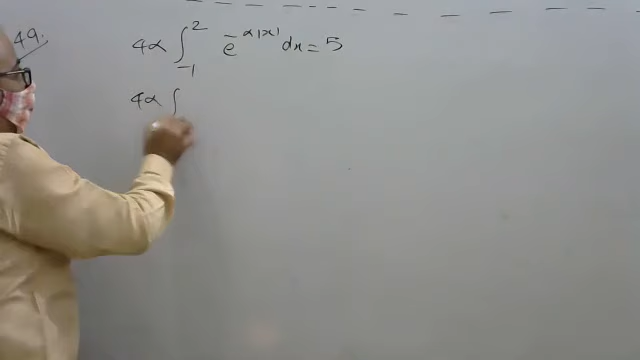 49.
4α ∫₋₁² e^(-α|x|) dx = 5
4α ∫